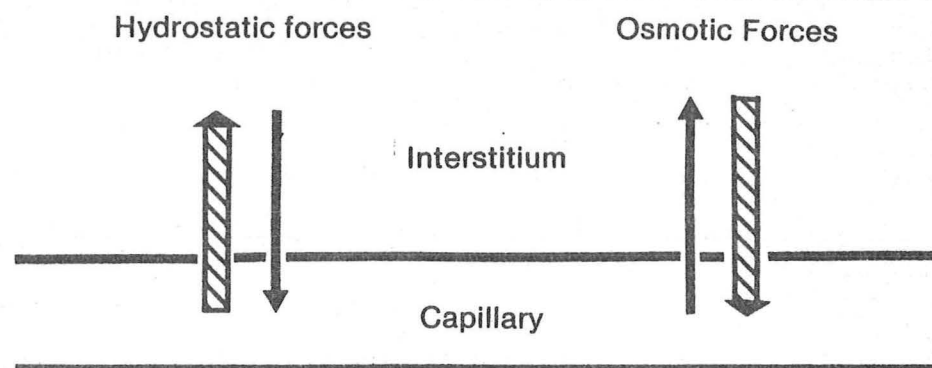 Hydrostatic forces
Osmotic Forces
Interstitium
Capillary